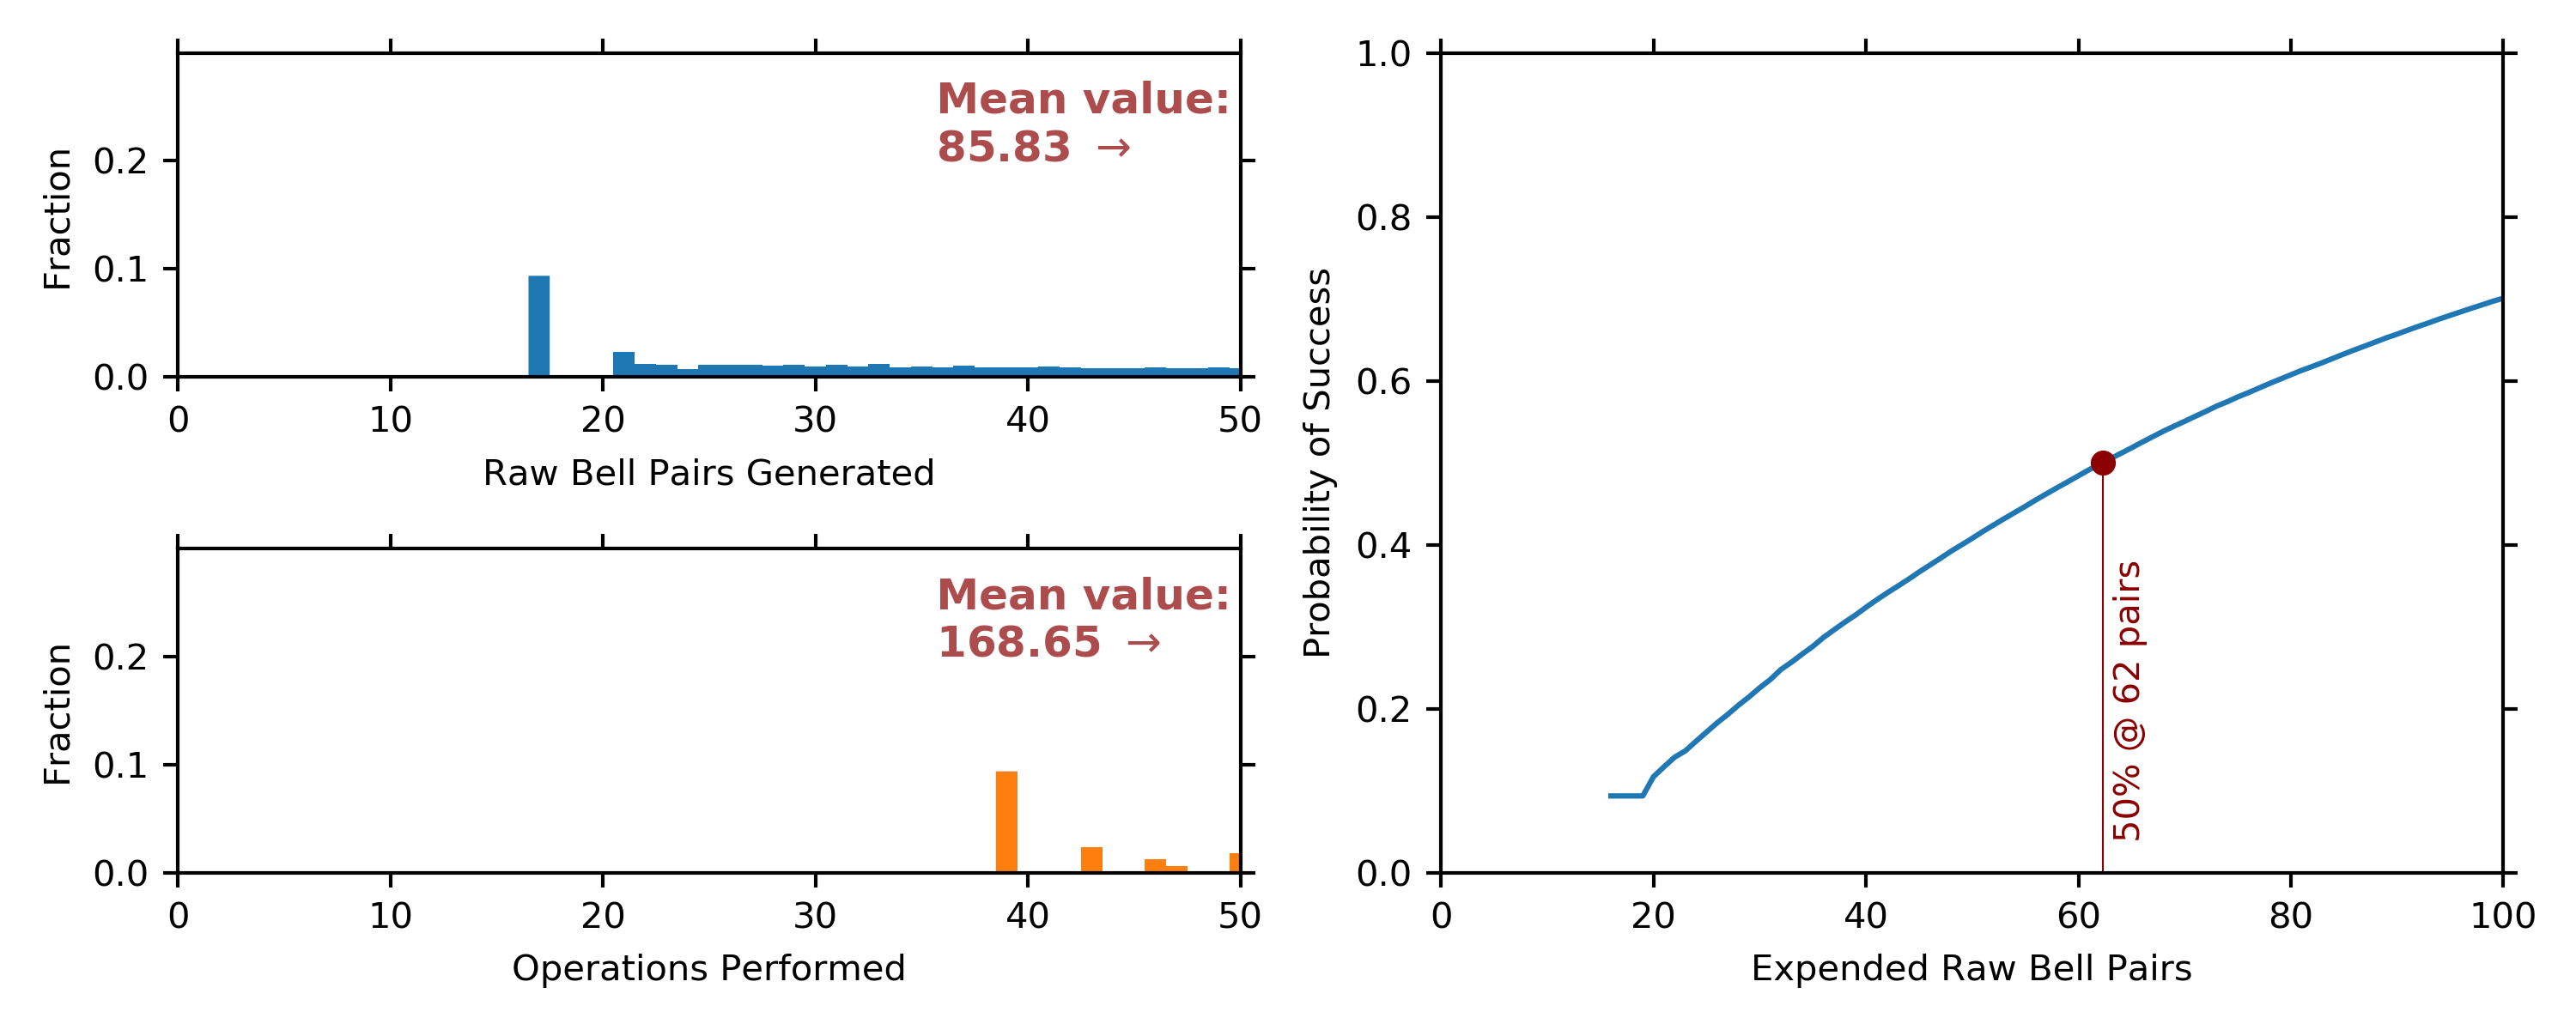 Mean value:
85.83 →
Fraction
0.2
0.1
0.0
0 10 20 30 40 50
Raw Bell Pairs Generated
Mean value:
168.65 →
Fraction
0.2
0.1
0.0
0 10 20 30 40 50
Operations Performed
Probability of Success
1.0
0.8
0.6
0.4
0.2
0.0
50% @ 62 pairs
0 20 40 60 80 100
Expended Raw Bell Pairs